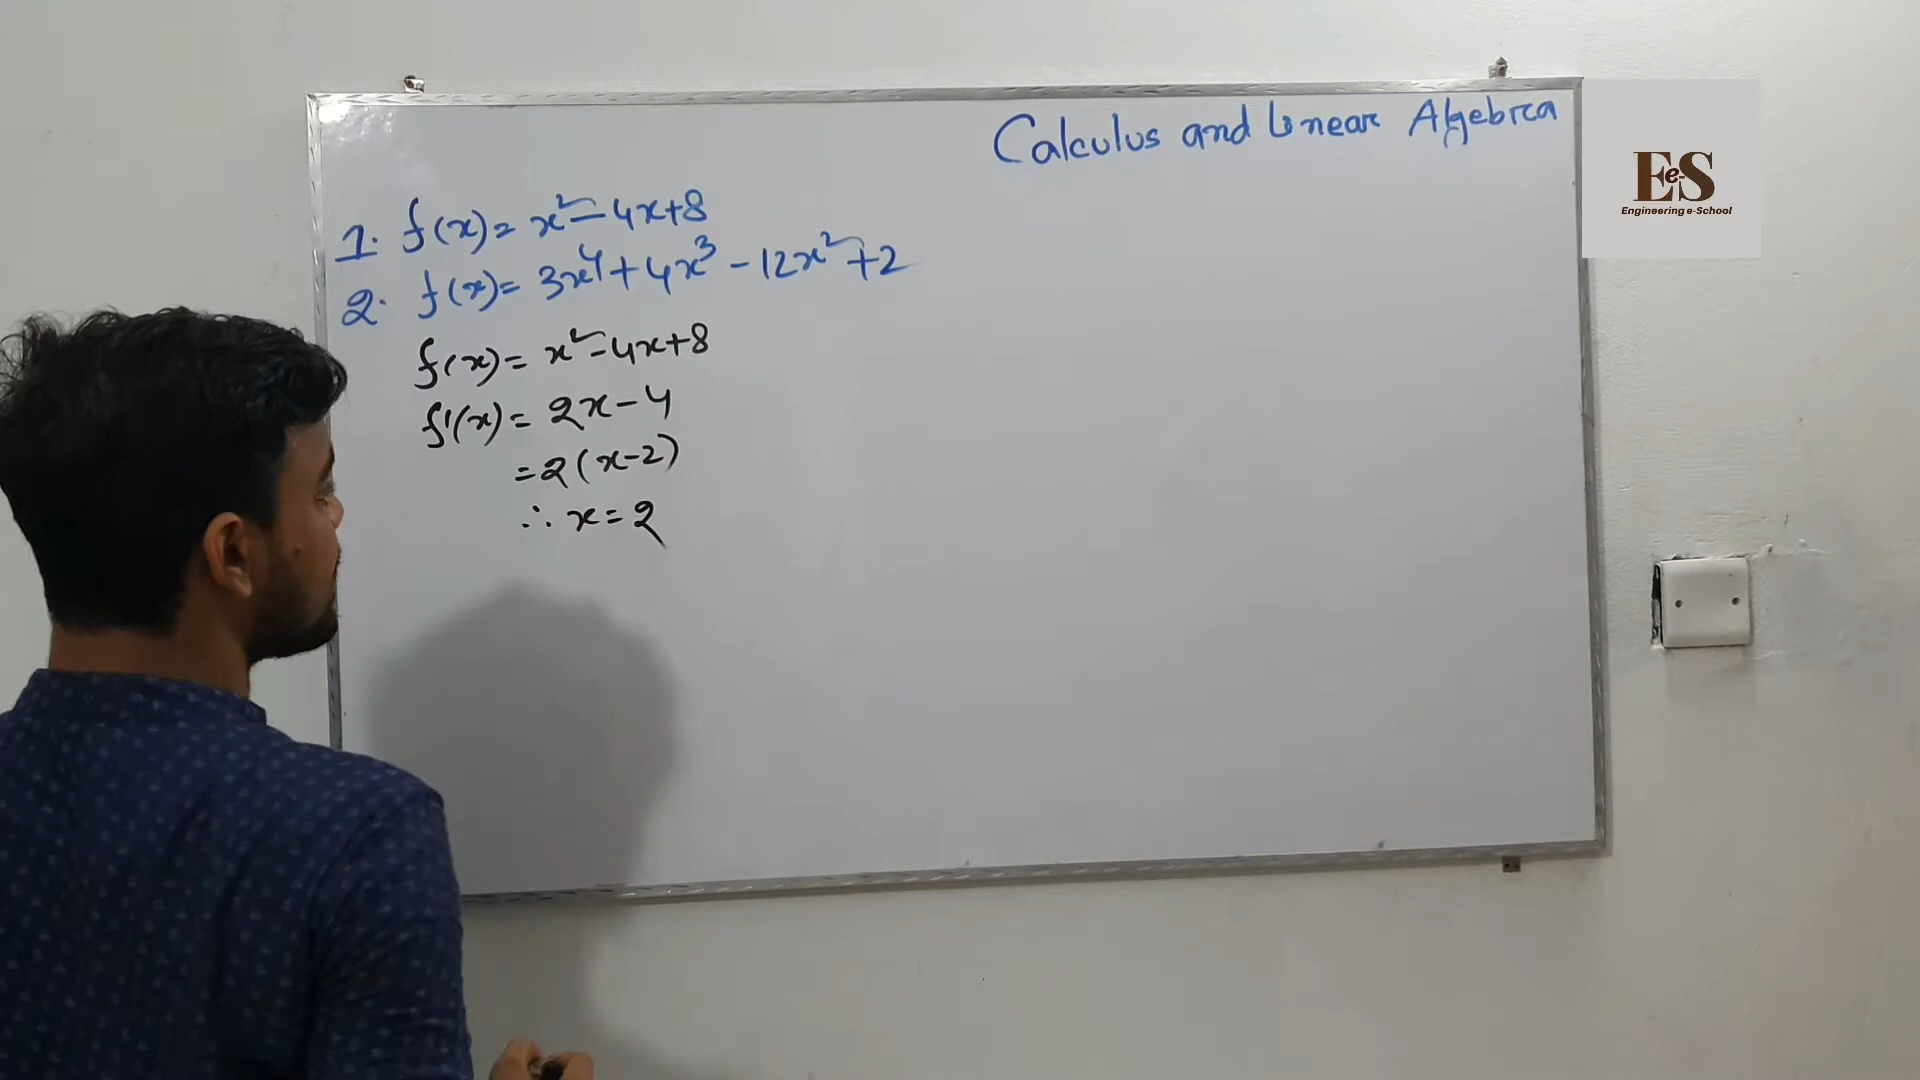 Calculus and Linear Algebra
EeS
Engineering e-School
1. f(x) = x² - 4x+8
2. f(x) = 3x⁴ + 4x³ - 12x² + 2
f(x) = x² - 4x+8
f'(x) = 2x - 4
= 2(x-2)
∴ x = 2